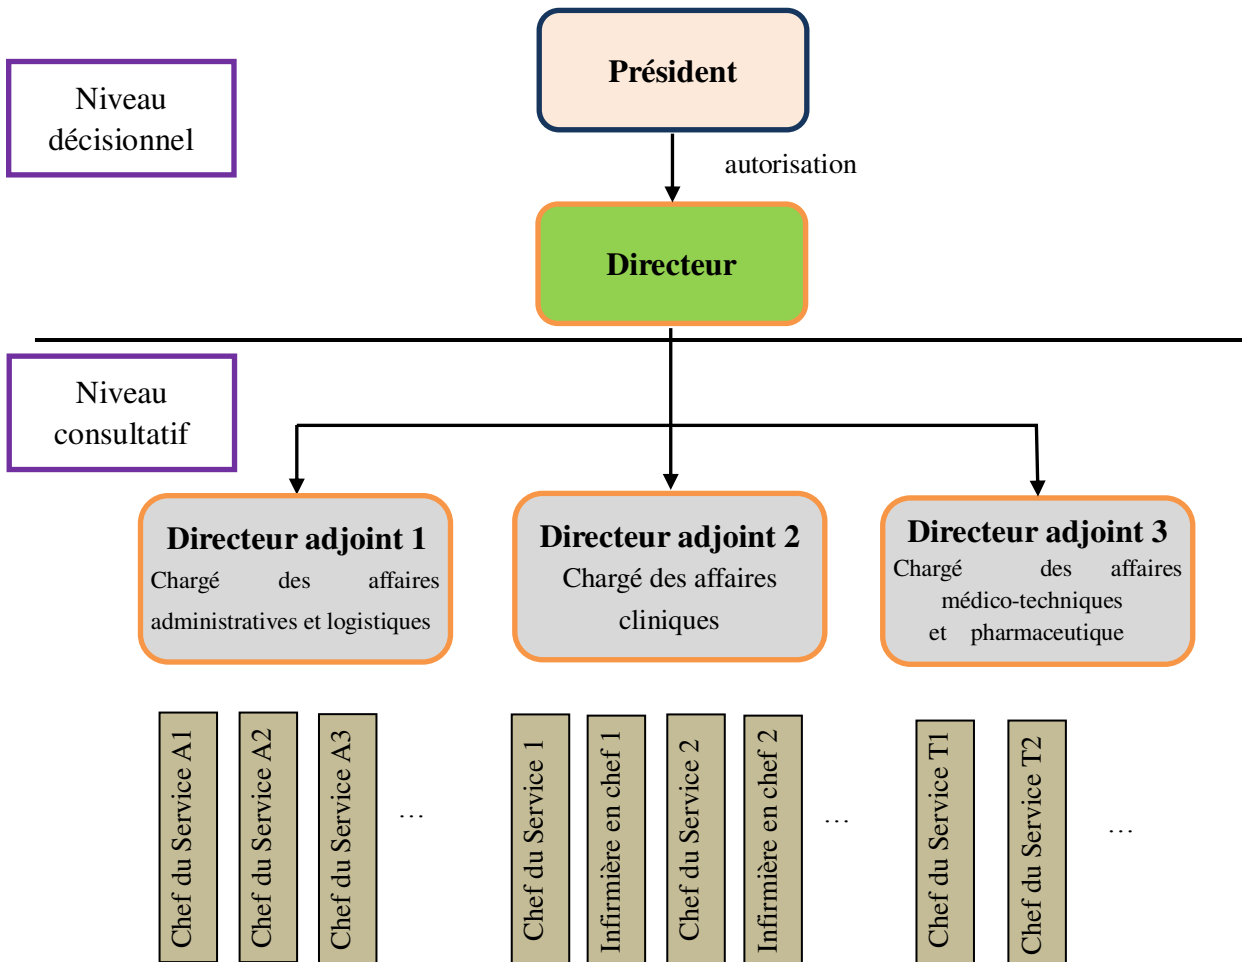 Président
Niveau
décisionnel
autorisation
Directeur
Niveau
consultatif
Directeur adjoint 1
Chargé des affaires
administratives et logistiques
Directeur adjoint 2
Chargé des affaires
cliniques
Directeur adjoint 3
Chargé des affaires
médico-techniques
et pharmaceutique
Chef du Service A1
Chef du Service A2
Chef du Service A3
…
Chef du Service 1
Infirmière en chef 1
Chef du Service 2
Infirmière en chef 2
…
Chef du Service T1
Chef du Service T2
…